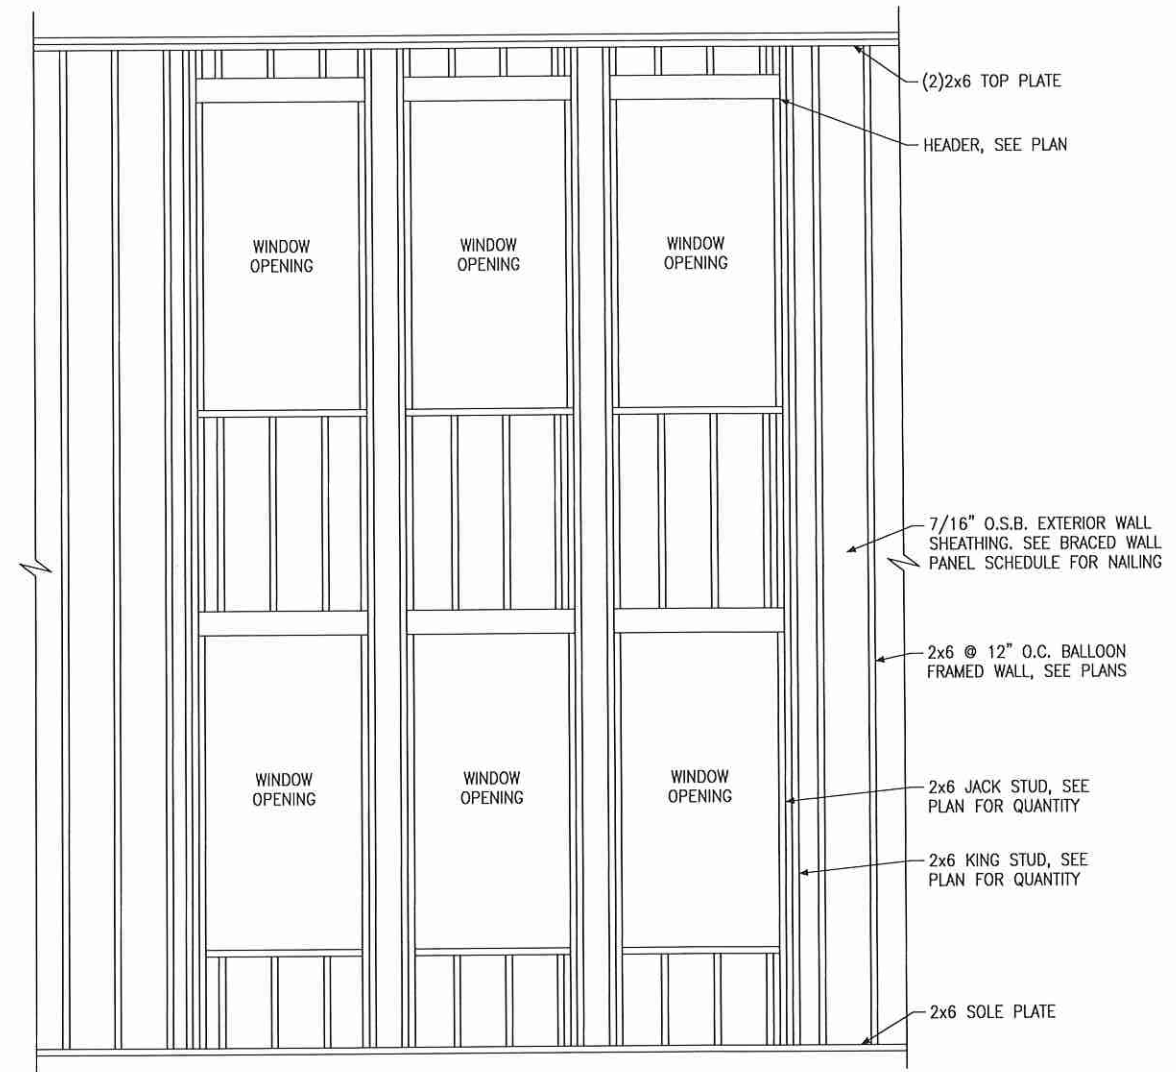 (2)2x6 TOP PLATE
HEADER, SEE PLAN
WINDOW
OPENING
WINDOW
OPENING
WINDOW
OPENING
7/16" O.S.B. EXTERIOR WALL
SHEATHING. SEE BRACED WALL
PANEL SCHEDULE FOR NAILING
2x6 @ 12" O.C. BALLOON
FRAMED WALL, SEE PLANS
WINDOW
OPENING
WINDOW
OPENING
WINDOW
OPENING
2x6 JACK STUD, SEE
PLAN FOR QUANTITY
2x6 KING STUD, SEE
PLAN FOR QUANTITY
2x6 SOLE PLATE